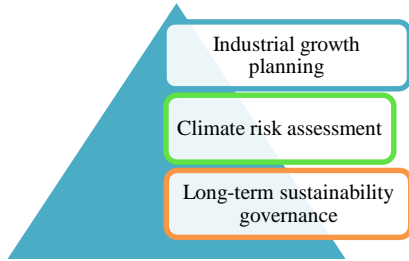 Industrial growth
planning
Climate risk assessment
Long-term sustainability
governance